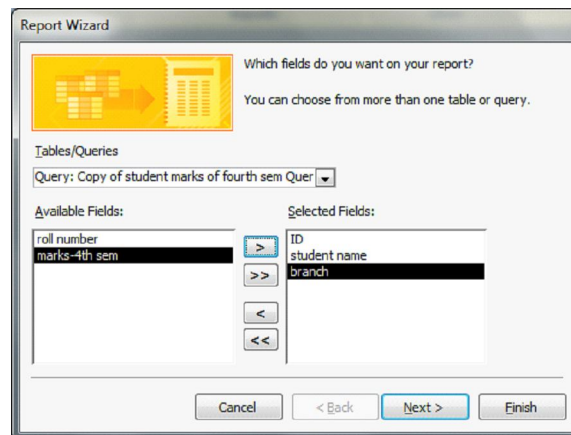 Report Wizard
Which fields do you want on your report?
You can choose from more than one table or query.
Tables/Queries
Query: Copy of student marks of fourth sem Quer
Available Fields:
Selected Fields:
roll number
marks-4th sem
>
>>
<
<<
ID
student name
branch
Cancel
< Back
Next >
Finish